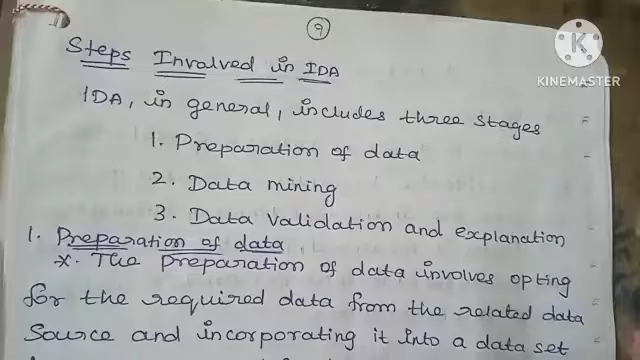 9
Steps Involved in IDA
KINEMASTER
IDA, in general, includes three stages
1. Preparation of data
2. Data mining
3. Data validation and explanation
1. Preparation of data
*. The preparation of data involves opting
for the required data from the related data
source and incorporating it into a data set